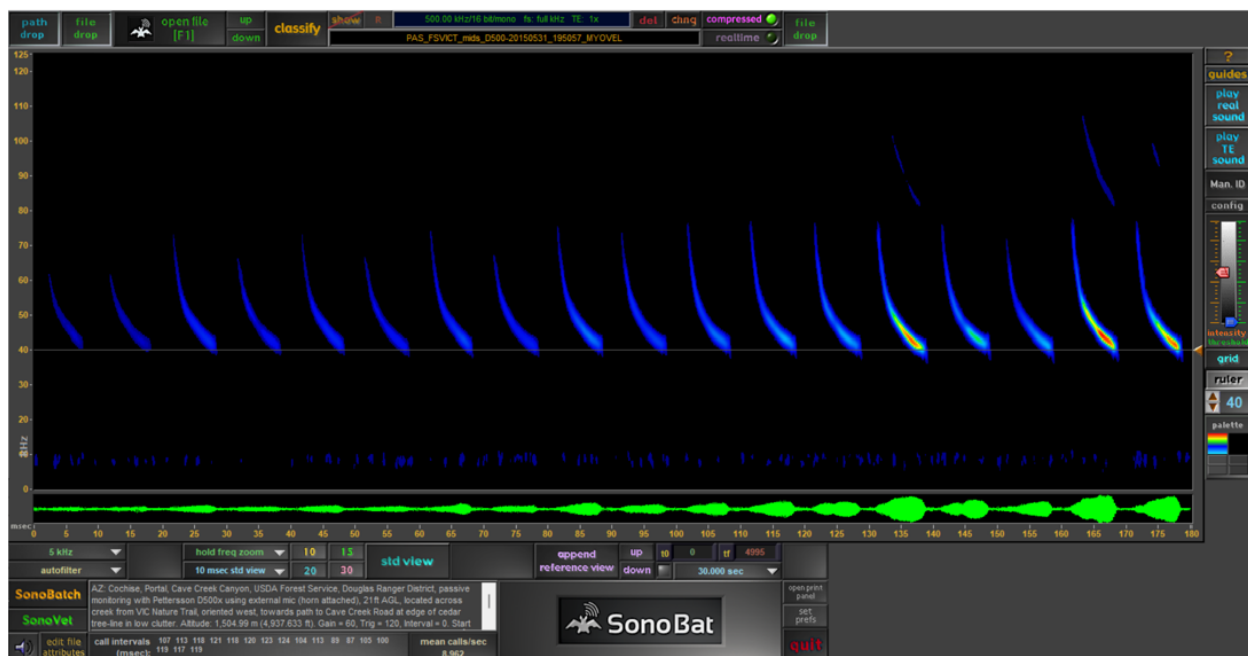 path drop
file drop
open file [F1]
up
down
classify
show
R
500.00 kHz/16 bit/mono fs: full kHz TE: 1x
PAS_FSVICT_mids_D500-20150531_195057_MYOVEL
del
chng
compressed
realtime
file drop
125-
120-
110-
100-
90-
80-
70-
60-
50-
40-
30-
20-
kHz
0-
msec
0 5 10 15 20 25 30 35 40 45 50 55 60 65 70 75 80 85 90 95 100 105 110 115 120 125 130 135 140 145 150 155 160 165 170 175 180
?
guides
play real sound
play TE sound
Man. ID
config
intensity
threshold
grid
ruler
40
palette
5 kHz
autofilter
hold freq zoom
10 15
10 msec std view
20 30
std view
append reference view
up
down
t0 0 tf 4995
30.000 sec
SonoBatch
SonoVet
AZ: Cochise, Portal, Cave Creek Canyon, USDA Forest Service, Douglas Ranger District, passive
monitoring with Pettersson D500x using external mic (horn attached), 21ft AGL, located across
creek from VIC Nature Trail, oriented west, towards path to Cave Creek Road at edge of cedar
tree-line in low clutter. Altitude: 1,504.99 m (4,937.633 ft). Gain = 60, Trig = 120, Interval = 0. Start
edit file attributes
call intervals (msec):
107 113 118 121 118 120 123 124 104 113 89 87 105 100
119 117 119
mean calls/sec
8.962
SonoBat
open print panel
set prefs
quit